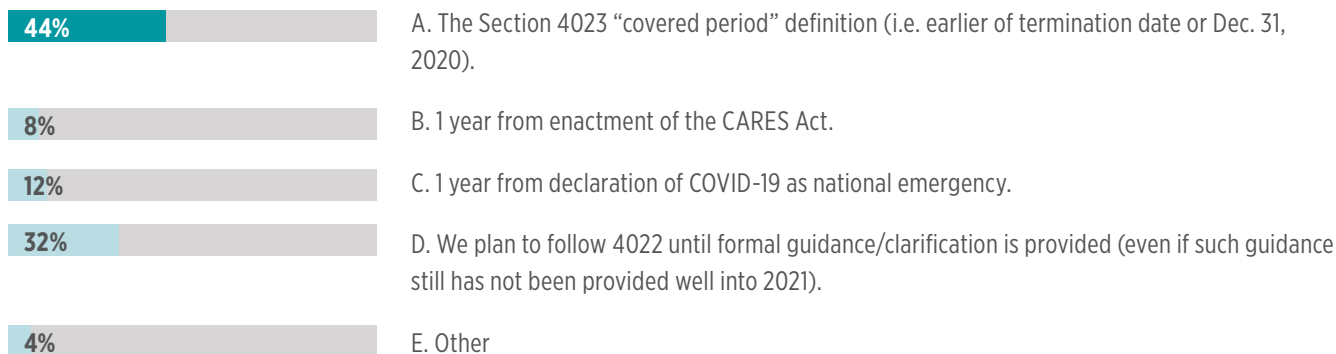 44%
A. The Section 4023 “covered period” definition (i.e. earlier of termination date or Dec. 31,
2020).
8%
B. 1 year from enactment of the CARES Act.
12%
C. 1 year from declaration of COVID-19 as national emergency.
32%
D. We plan to follow 4022 until formal guidance/clarification is provided (even if such guidance
still has not been provided well into 2021).
4%
E. Other